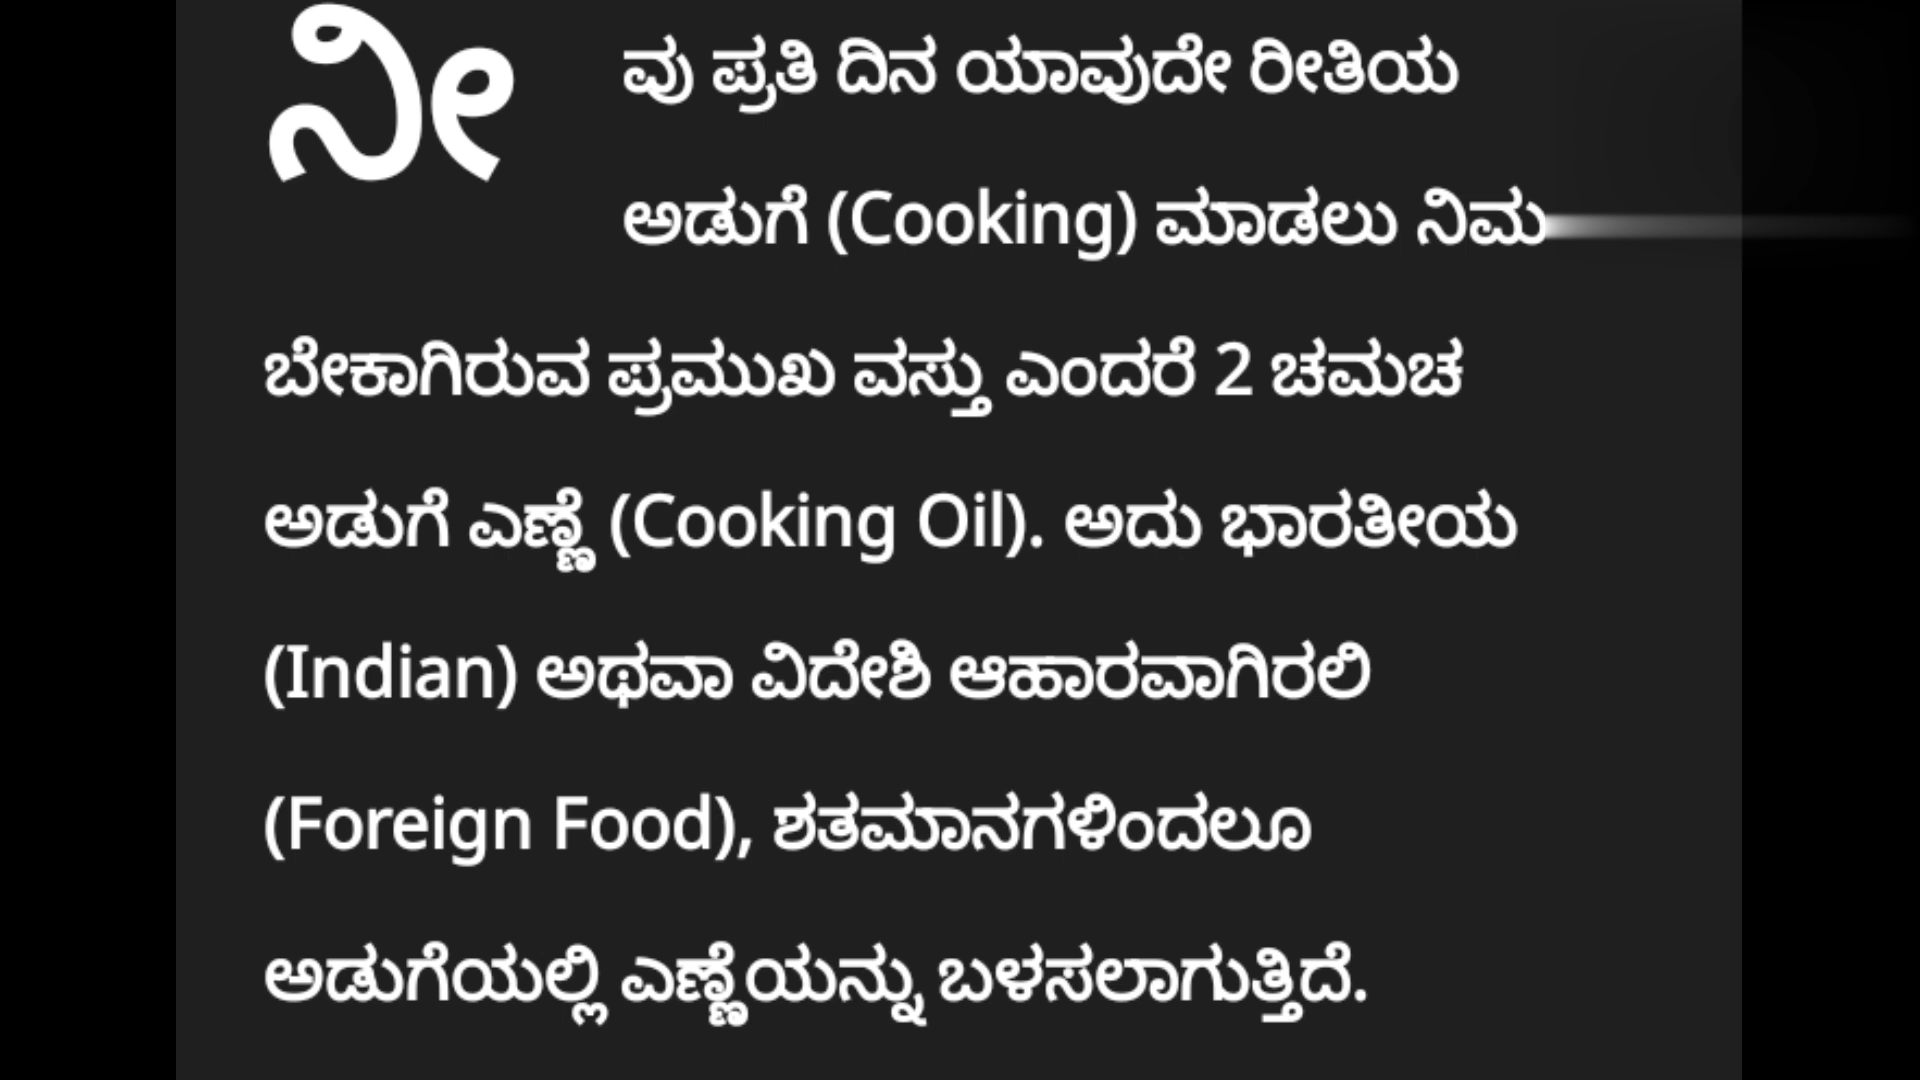 ನೀವು ಪ್ರತಿ ದಿನ ಯಾವುದೇ ರೀತಿಯ
ಅಡುಗೆ (Cooking) ಮಾಡಲು ನಿಮ
ಬೇಕಾಗಿರುವ ಪ್ರಮುಖ ವಸ್ತು ಎಂದರೆ 2 ಚಮಚ
ಅಡುಗೆ ಎಣ್ಣೆ (Cooking Oil). ಅದು ಭಾರತೀಯ
(Indian) ಅಥವಾ ವಿದೇಶಿ ಆಹಾರವಾಗಿರಲಿ
(Foreign Food), ಶತಮಾನಗಳಿಂದಲೂ
ಅಡುಗೆಯಲ್ಲಿ ಎಣ್ಣೆಯನ್ನು ಬಳಸಲಾಗುತ್ತಿದೆ.